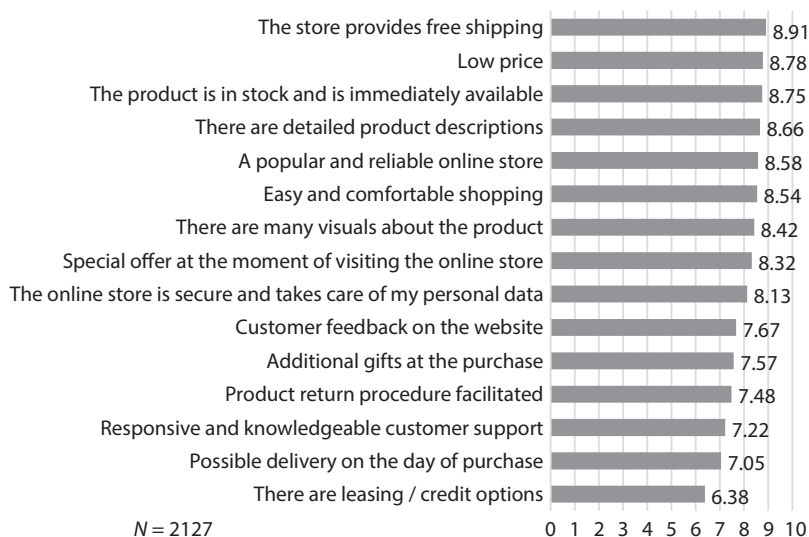 The store provides free shipping 8.91
Low price 8.78
The product is in stock and is immediately available 8.75
There are detailed product descriptions 8.66
A popular and reliable online store 8.58
Easy and comfortable shopping 8.54
There are many visuals about the product 8.42
Special offer at the moment of visiting the online store 8.32
The online store is secure and takes care of my personal data 8.13
Customer feedback on the website 7.67
Additional gifts at the purchase 7.57
Product return procedure facilitated 7.48
Responsive and knowledgeable customer support 7.22
Possible delivery on the day of purchase 7.05
There are leasing / credit options 6.38
N = 2127 0 1 2 3 4 5 6 7 8 9 10